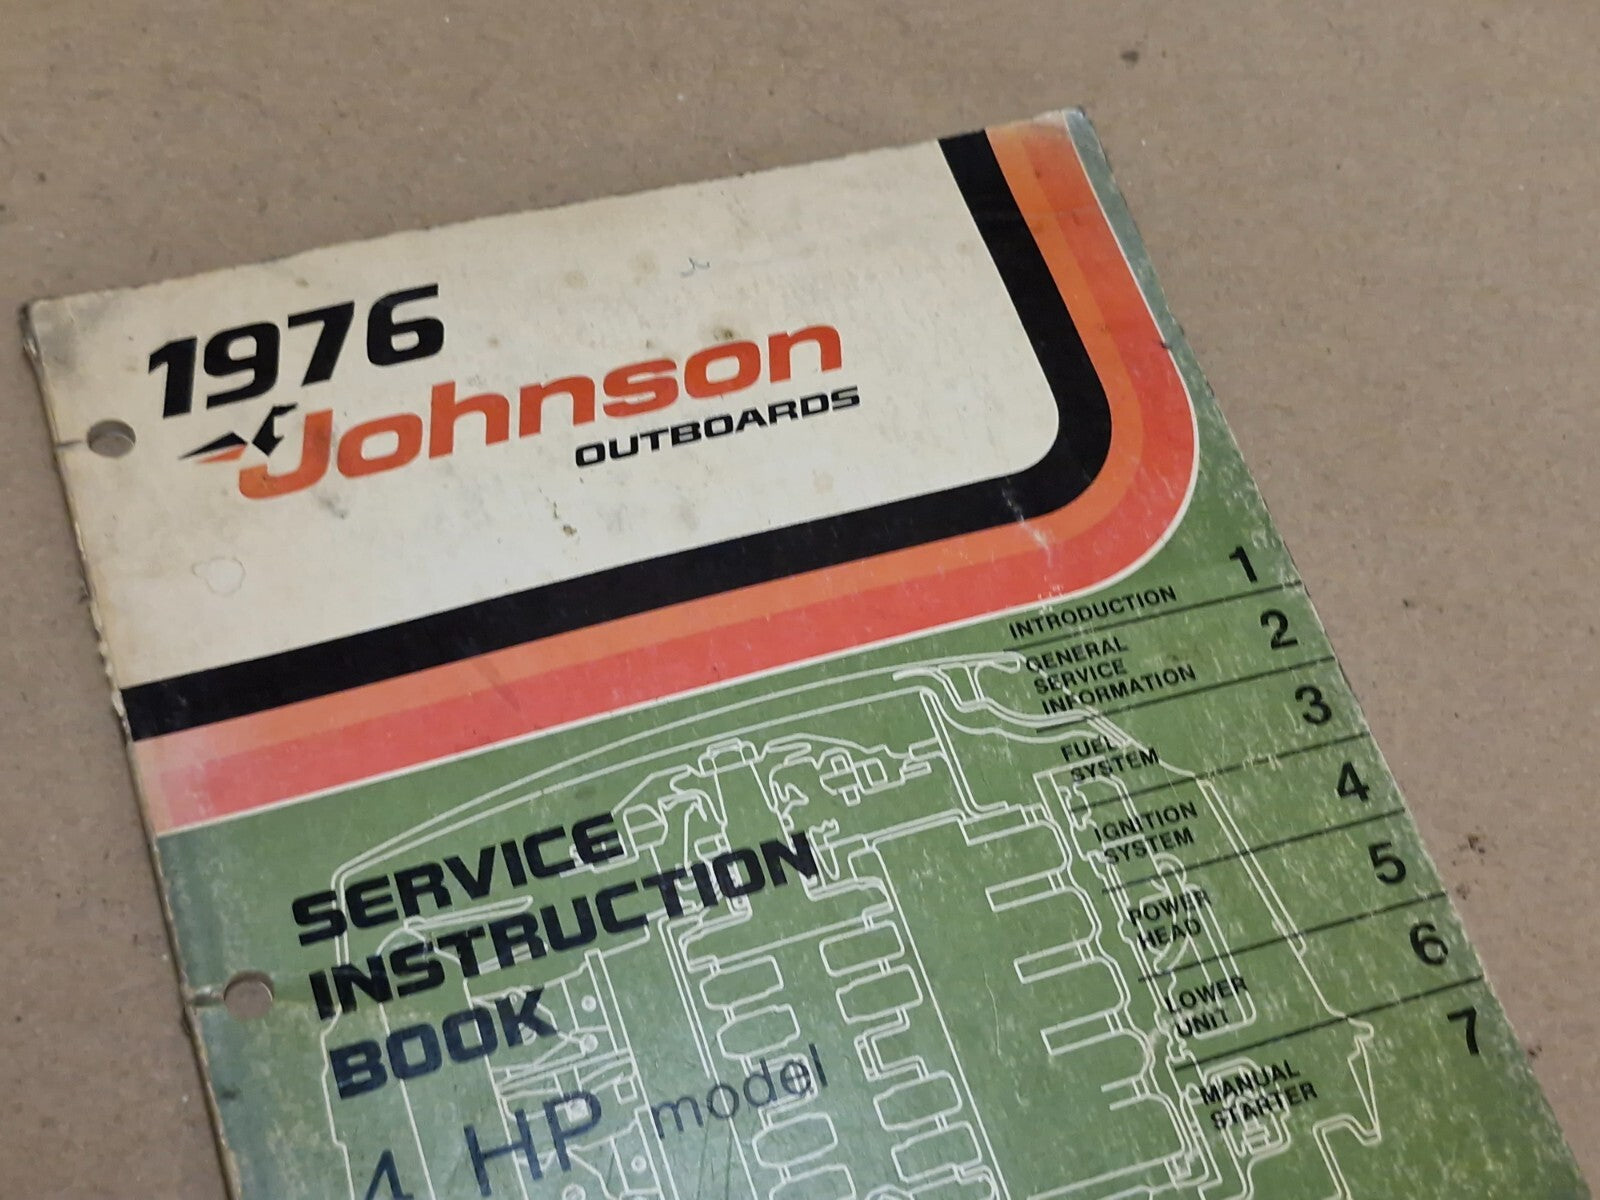 1976
Johnson
OUTBOARDS
SERVICE
INSTRUCTION
BOOK
4 HP model
INTRODUCTION 1
GENERAL
SERVICE
INFORMATION 2
FUEL
SYSTEM 3
IGNITION
SYSTEM 4
POWER
HEAD 5
LOWER
UNIT 6
MANUAL
STARTER 7